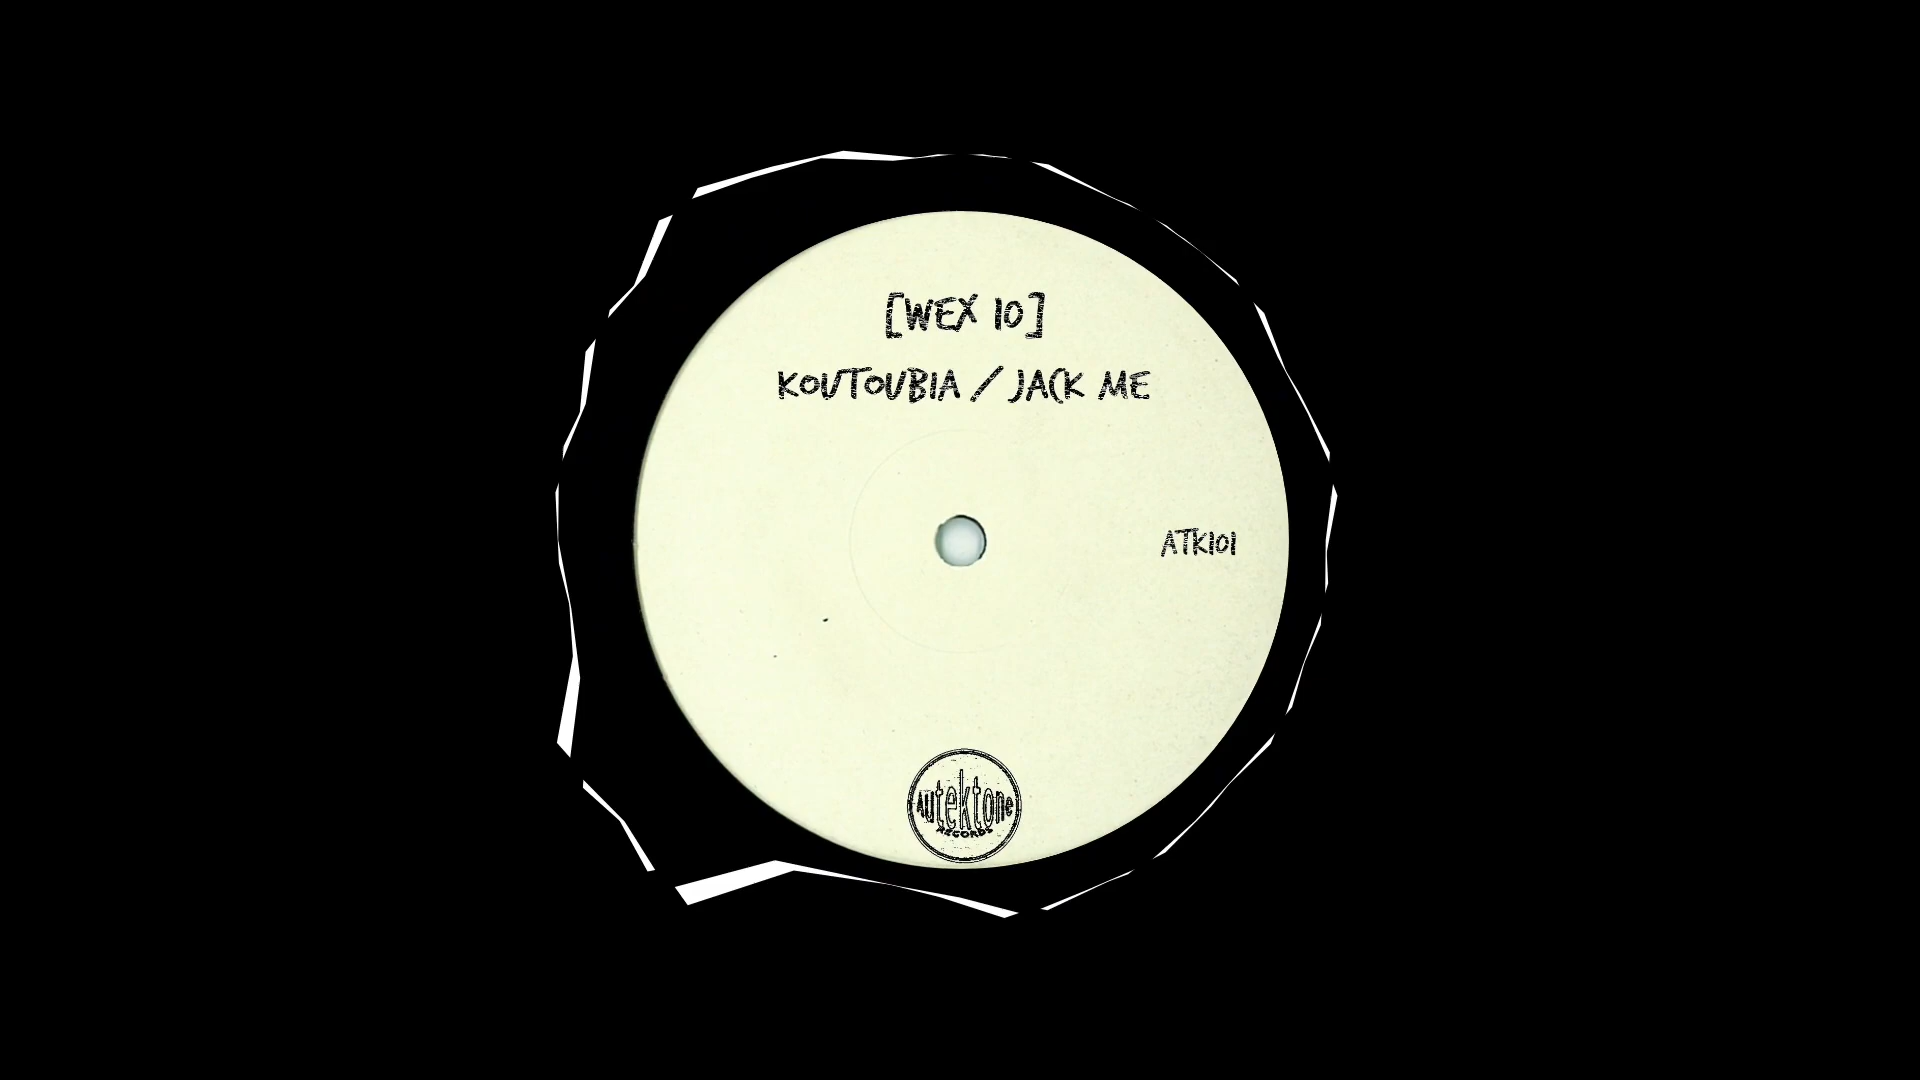 [WEX 10]
KOUTOUBIA / JACK ME
ATK101
Autektone
RECORDS